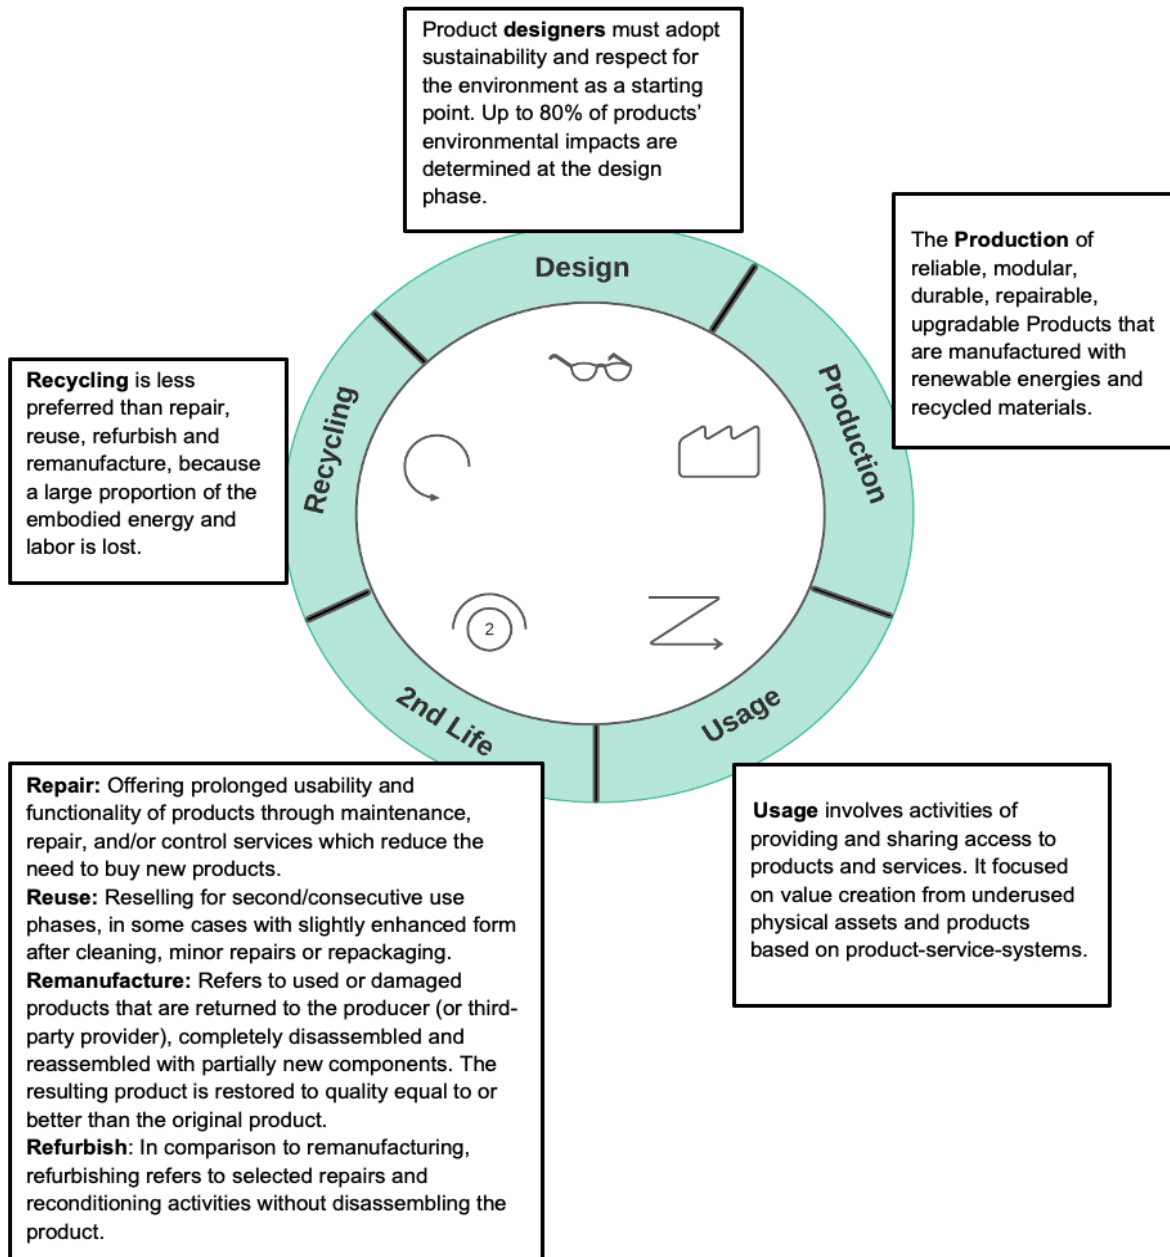 Product designers must adopt
sustainability and respect for
the environment as a starting
point. Up to 80% of products'
environmental impacts are
determined at the design
phase.
Design
The Production of
reliable, modular,
durable, repairable,
upgradable Products that
are manufactured with
renewable energies and
recycled materials.
Production
Recycling is less
preferred than repair,
reuse, refurbish and
remanufacture, because
a large proportion of the
embodied energy and
labor is lost.
Recycling
2
2nd Life
Usage
Repair: Offering prolonged usability and
functionality of products through maintenance,
repair, and/or control services which reduce the
need to buy new products.
Reuse: Reselling for second/consecutive use
phases, in some cases with slightly enhanced form
after cleaning, minor repairs or repackaging.
Remanufacture: Refers to used or damaged
products that are returned to the producer (or third-
party provider), completely disassembled and
reassembled with partially new components. The
resulting product is restored to quality equal to or
better than the original product.
Refurbish: In comparison to remanufacturing,
refurbishing refers to selected repairs and
reconditioning activities without disassembling the
product.
Usage involves activities of
providing and sharing access to
products and services. It focused
on value creation from underused
physical assets and products
based on product-service-systems.